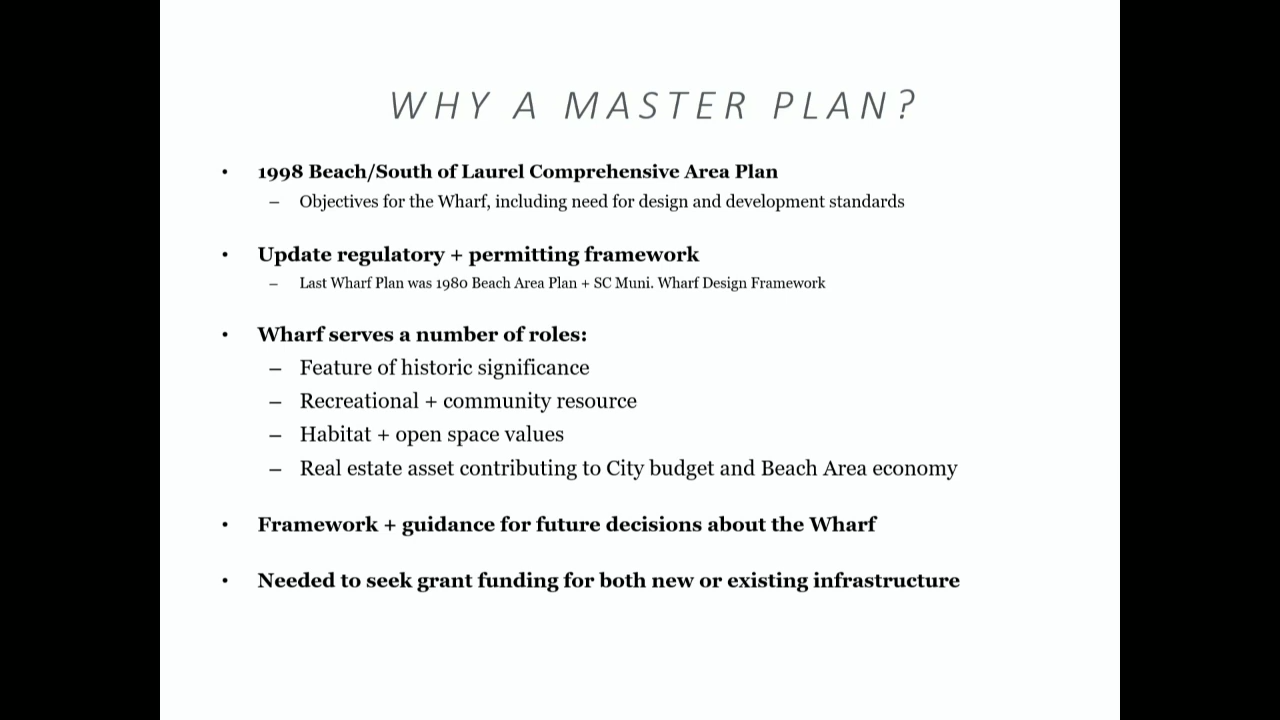 WHY A MASTER PLAN?
• 1998 Beach/South of Laurel Comprehensive Area Plan
– Objectives for the Wharf, including need for design and development standards
• Update regulatory + permitting framework
– Last Wharf Plan was 1980 Beach Area Plan + SC Muni. Wharf Design Framework
• Wharf serves a number of roles:
– Feature of historic significance
– Recreational + community resource
– Habitat + open space values
– Real estate asset contributing to City budget and Beach Area economy
• Framework + guidance for future decisions about the Wharf
• Needed to seek grant funding for both new or existing infrastructure